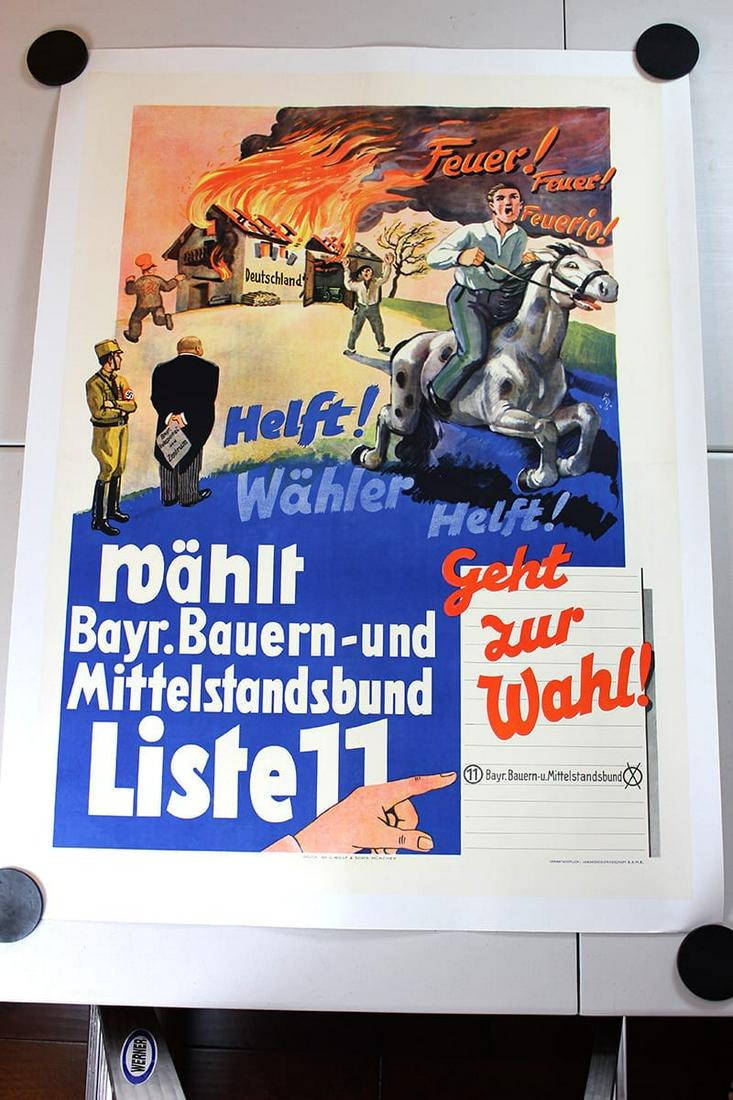 Feuer!
Feuer!
Feuerio!
Deutschland
Zentrum
Helft!
Wähler
Helft!
wählt
Bayr. Bauern-und
Mittelstandsbund
Liste 11
Geht
zur
Wahl!
11 Bayr. Bauern-u. Mittelstandsbund X
WERNER